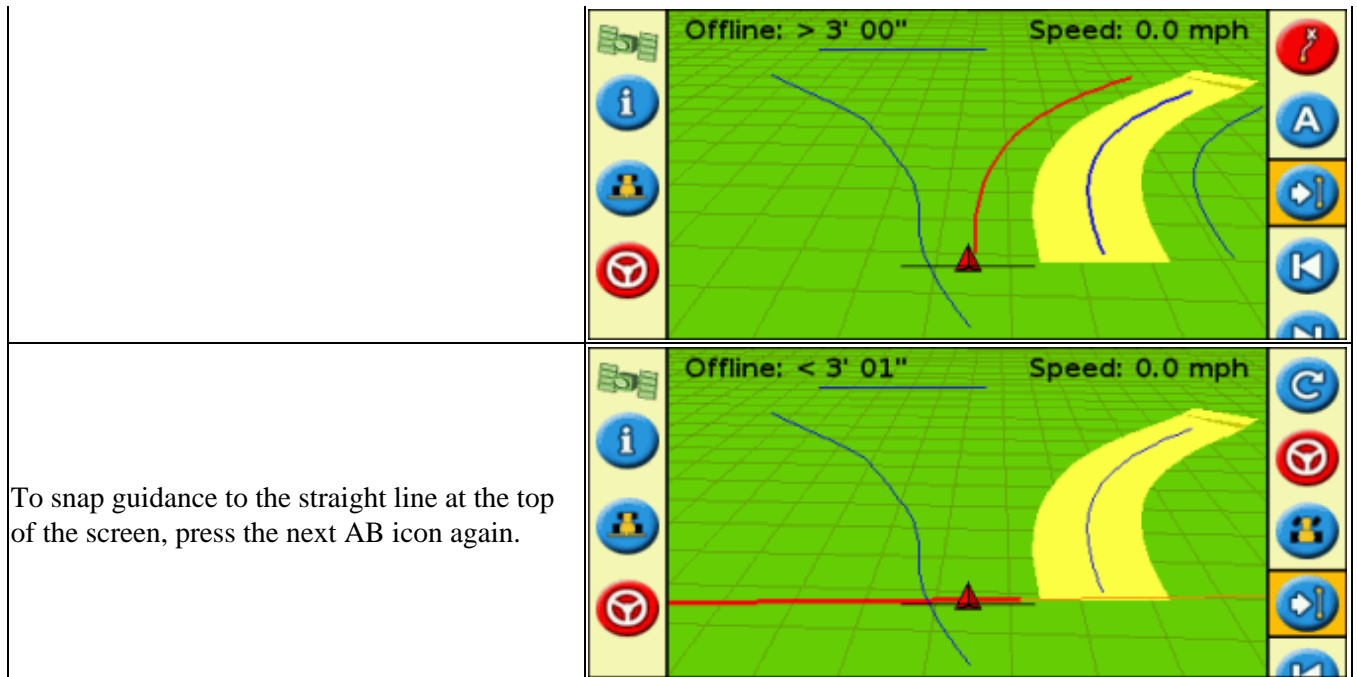 Offline: > 3' 00" Speed: 0.0 mph
i
A
To snap guidance to the straight line at the top
of the screen, press the next AB icon again.
Offline: < 3' 01" Speed: 0.0 mph
i